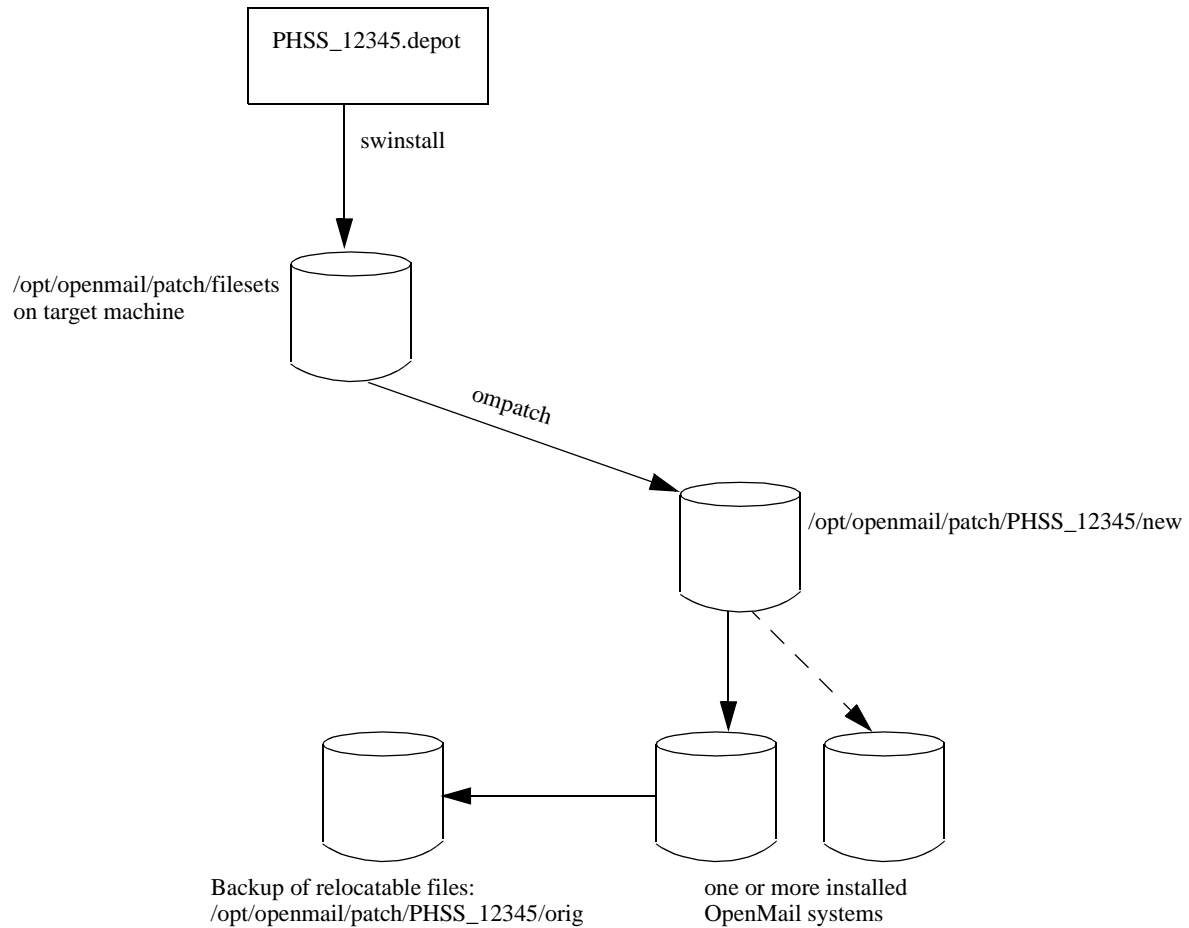 PHSS_12345.depot
swinstall
/opt/openmail/patch/filesets
on target machine
ompatch
/opt/openmail/patch/PHSS_12345/new
Backup of relocatable files:
/opt/openmail/patch/PHSS_12345/orig
one or more installed
OpenMail systems